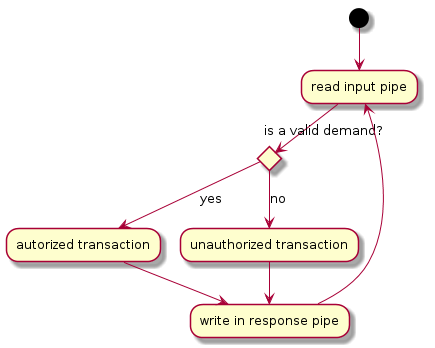 read input pipe
is a valid demand?
yes
no
autorized transaction
unauthorized transaction
write in response pipe